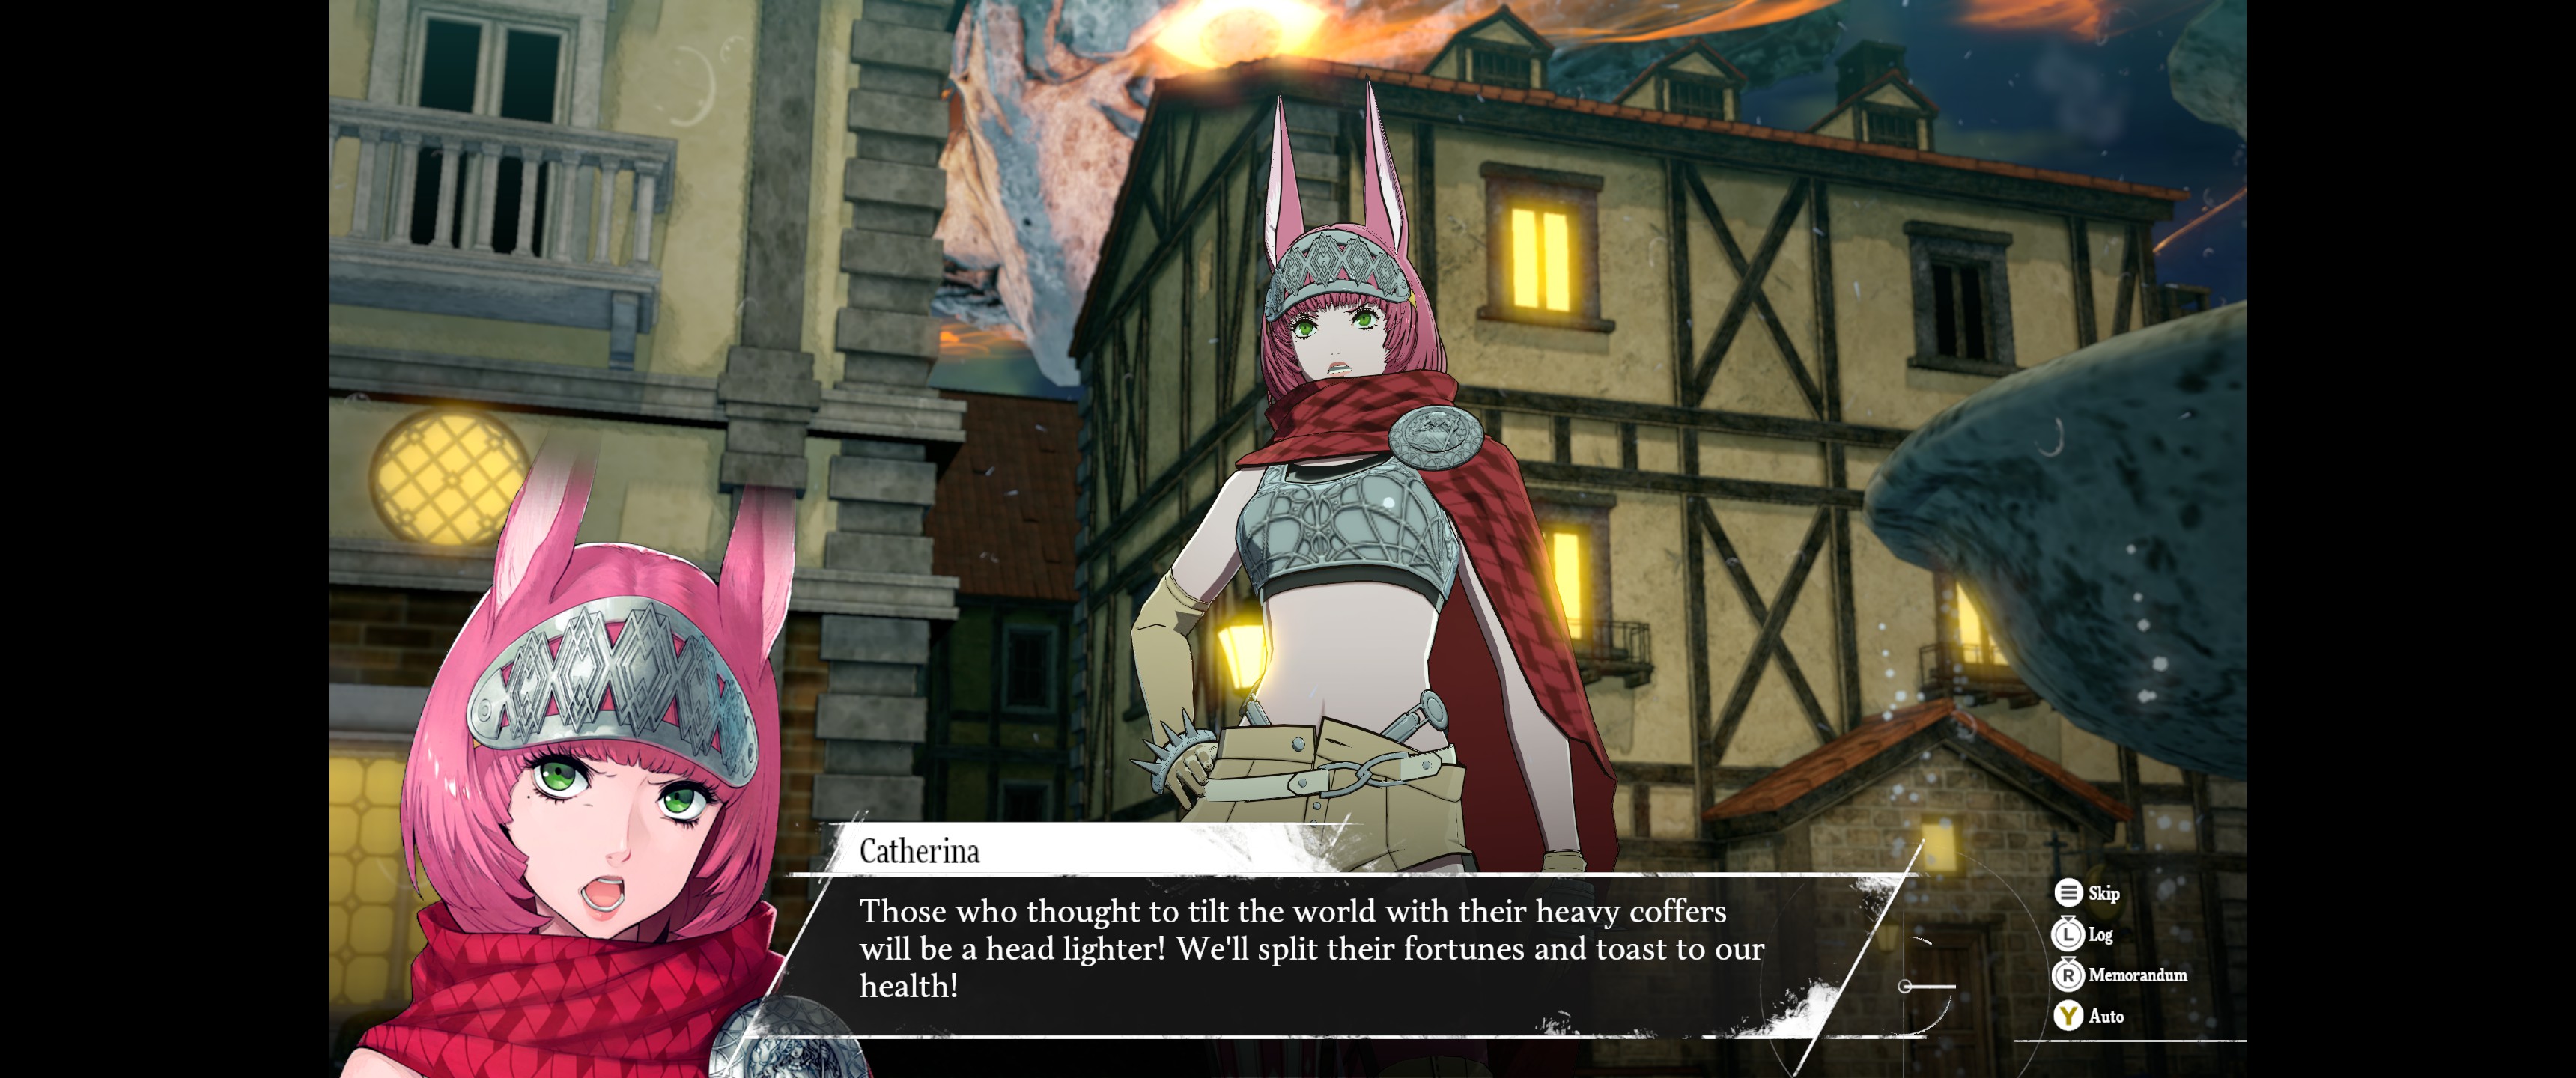 Catherina
Those who thought to tilt the world with their heavy coffers
will be a head lighter! We'll split their fortunes and toast to our
health!
Skip
L Log
R Memorandum
Y Auto